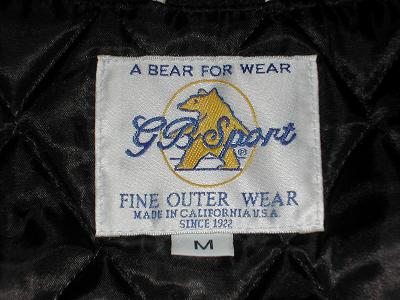 A BEAR FOR WEAR
GB Sport ®
FINE OUTER WEAR
MADE IN CALIFORNIA U.S.A.
SINCE 1922
M